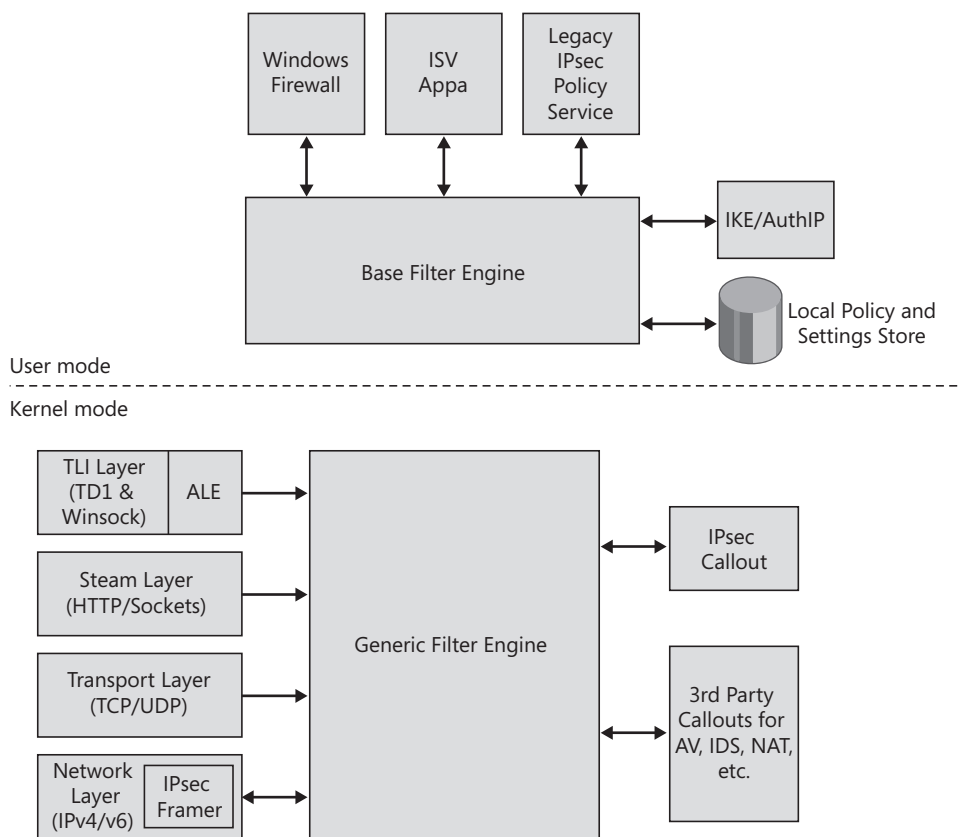 Windows
Firewall
ISV
Appa
Legacy
IPsec
Policy
Service
IKE/AuthIP
Base Filter Engine
Local Policy and
Settings Store
User mode
Kernel mode
TLI Layer
(TD1 &
Winsock)
ALE
Steam Layer
(HTTP/Sockets)
Transport Layer
(TCP/UDP)
Network
Layer
(IPv4/v6)
IPsec
Framer
Generic Filter Engine
IPsec
Callout
3rd Party
Callouts for
AV, IDS, NAT,
etc.